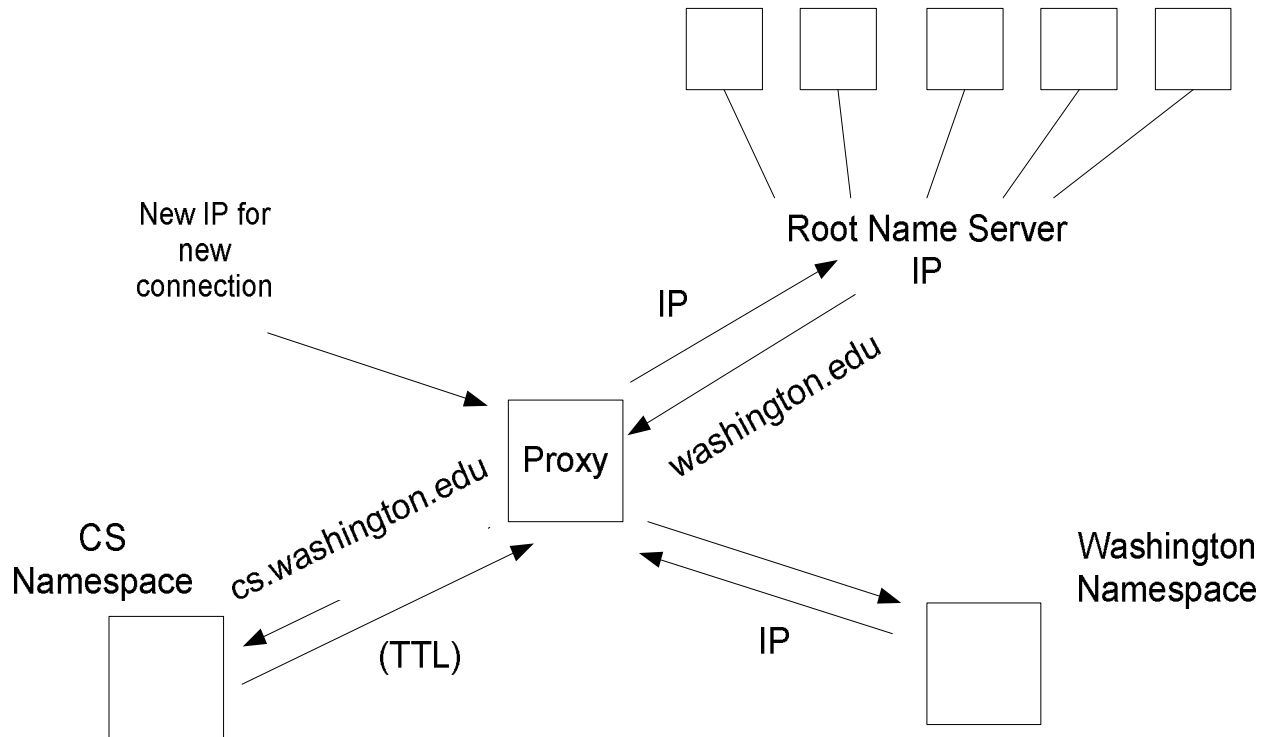 New IP for
new
connection
Root Name Server
IP
IP
washington.edu
Proxy
cs.washington.edu
CS
Namespace
(TTL)
IP
Washington
Namespace